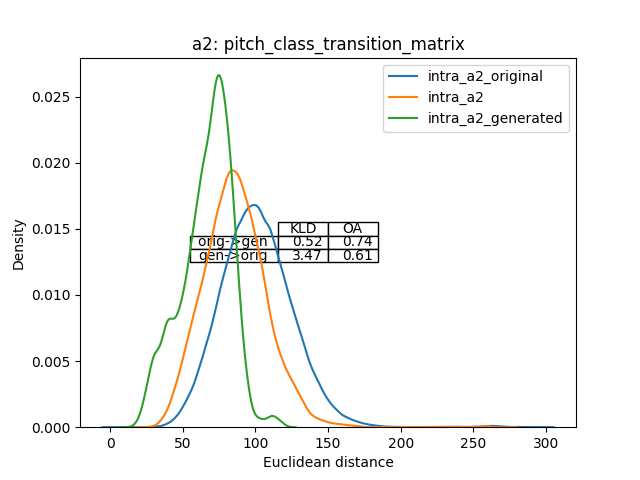 a2: pitch_class_transition_matrix
intra_a2_original
intra_a2
intra_a2_generated
Density
0.025
0.020
0.015
0.010
0.005
0.000
KLD OA
orig->gen 0.52 0.74
gen->orig 3.47 0.61
0 50 100 150 200 250 300
Euclidean distance